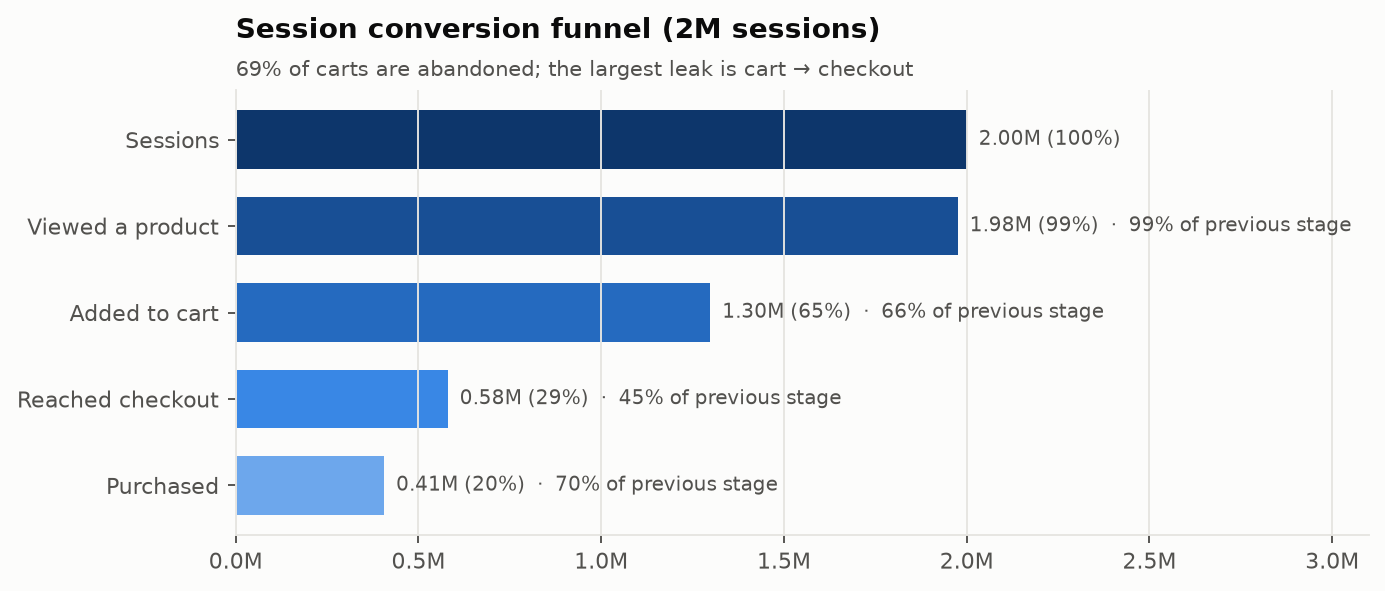 Session conversion funnel (2M sessions)
69% of carts are abandoned; the largest leak is cart → checkout
Sessions
2.00M (100%)
Viewed a product
1.98M (99%) · 99% of previous stage
Added to cart
1.30M (65%) · 66% of previous stage
Reached checkout
0.58M (29%) · 45% of previous stage
Purchased
0.41M (20%) · 70% of previous stage
0.0M 0.5M 1.0M 1.5M 2.0M 2.5M 3.0M